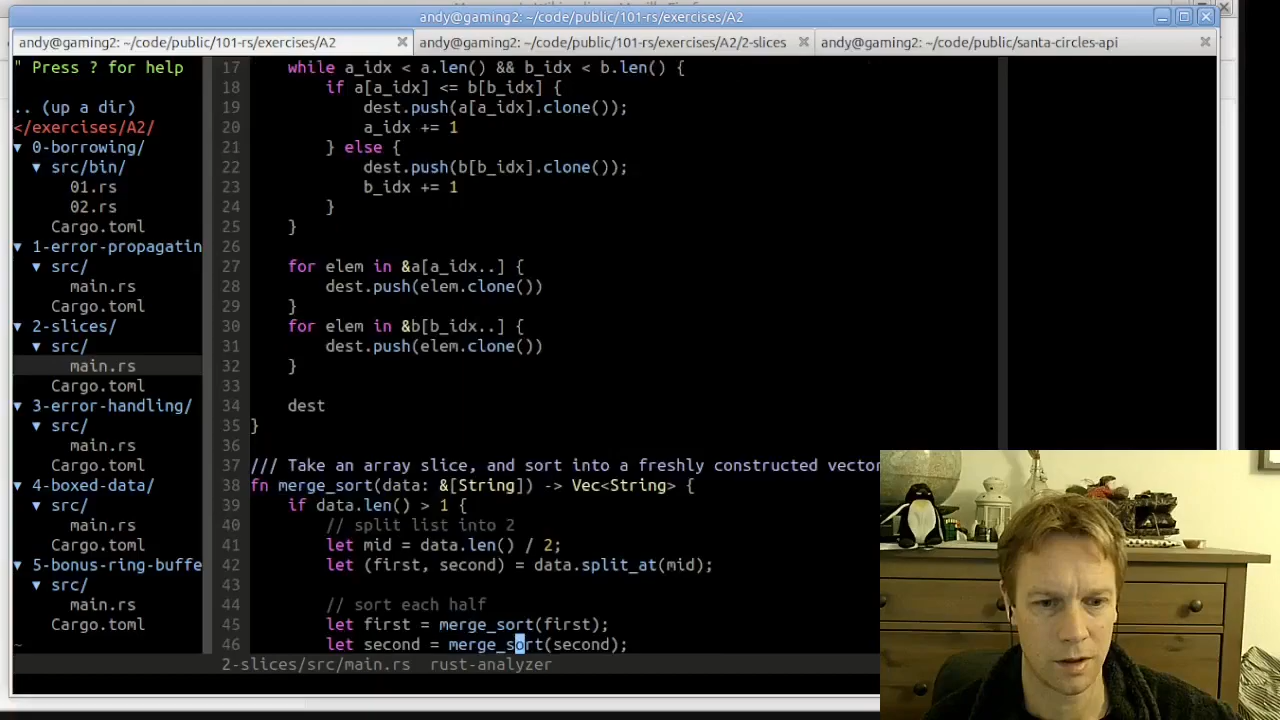 andy@gaming2: ~/code/public/101-rs/exercises/A2
andy@gaming2: ~/code/public/101-rs/exercises/A2
andy@gaming2: ~/code/public/101-rs/exercises/A2/2-slices
andy@gaming2: ~/code/public/santa-circles-api
" Press ? for help
.. (up a dir)
</exercises/A2/
▼ 0-borrowing/
▼ src/bin/
01.rs
02.rs
Cargo.toml
▼ 1-error-propagatin
▼ src/
main.rs
Cargo.toml
▼ 2-slices/
▼ src/
main.rs
Cargo.toml
▼ 3-error-handling/
▼ src/
main.rs
Cargo.toml
▼ 4-boxed-data/
▼ src/
main.rs
Cargo.toml
▼ 5-bonus-ring-buffe
▼ src/
main.rs
Cargo.toml
~
17 while a_idx < a.len() && b_idx < b.len() {
18 if a[a_idx] <= b[b_idx] {
19 dest.push(a[a_idx].clone());
20 a_idx += 1
21 } else {
22 dest.push(b[b_idx].clone());
23 b_idx += 1
24 }
25 }
26
27 for elem in &a[a_idx..] {
28 dest.push(elem.clone())
29 }
30 for elem in &b[b_idx..] {
31 dest.push(elem.clone())
32 }
33
34 dest
35 }
36
37 /// Take an array slice, and sort into a freshly constructed vector
38 fn merge_sort(data: &[String]) -> Vec<String> {
39 if data.len() > 1 {
40 // split list into 2
41 let mid = data.len() / 2;
42 let (first, second) = data.split_at(mid);
43
44 // sort each half
45 let first = merge_sort(first);
46 let second = merge_sort(second);
2-slices/src/main.rs rust-analyzer